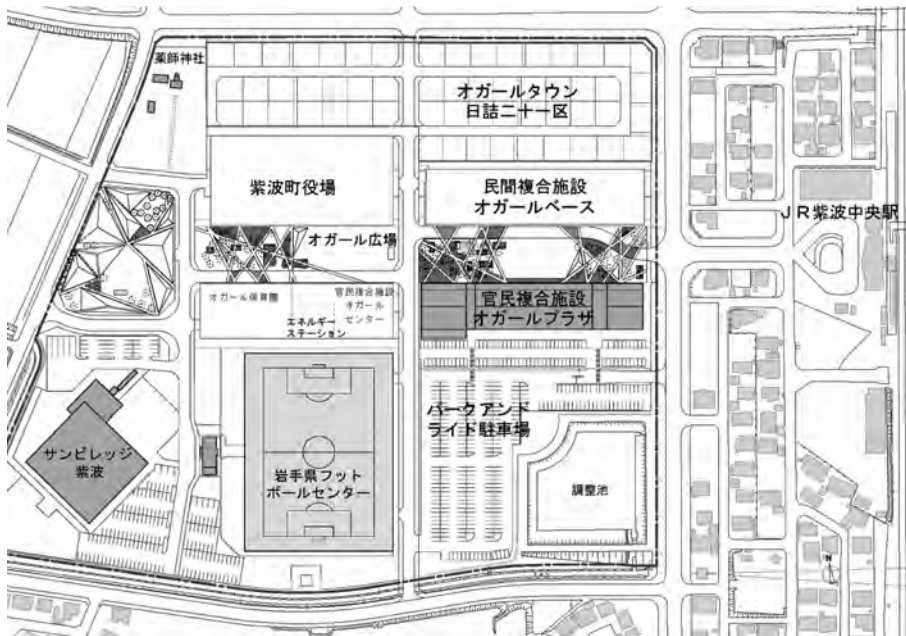 薬師神社
オガールタウン
日詰二十一区
紫波町役場
民間複合施設
オガールベース
JR紫波中央駅
オガール広場
オガール保育園
官民複合施設
オガール
センター
エネルギー
ステーション
官民複合施設
オガールプラザ
パークアンド
ライド駐車場
サンビレッジ
紫波
岩手県フット
ボールセンター
調整池
N